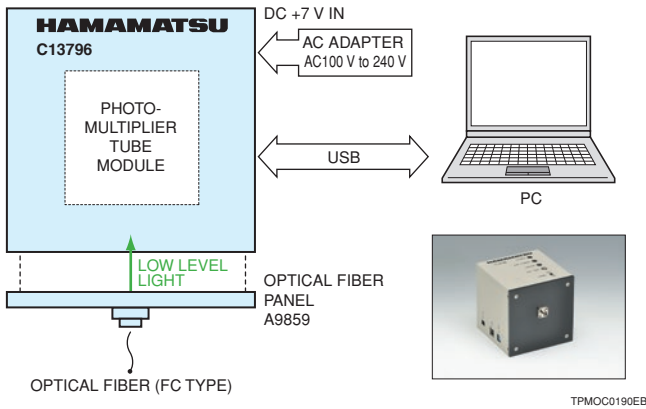 HAMAMATSU
C13796
PHOTO-
MULTIPLIER
TUBE
MODULE
DC +7 V IN
AC ADAPTER
AC100 V to 240 V
USB
PC
LOW LEVEL
LIGHT
OPTICAL FIBER
PANEL
A9859
OPTICAL FIBER (FC TYPE)
HAMAMATSU
TPMOC0190EB